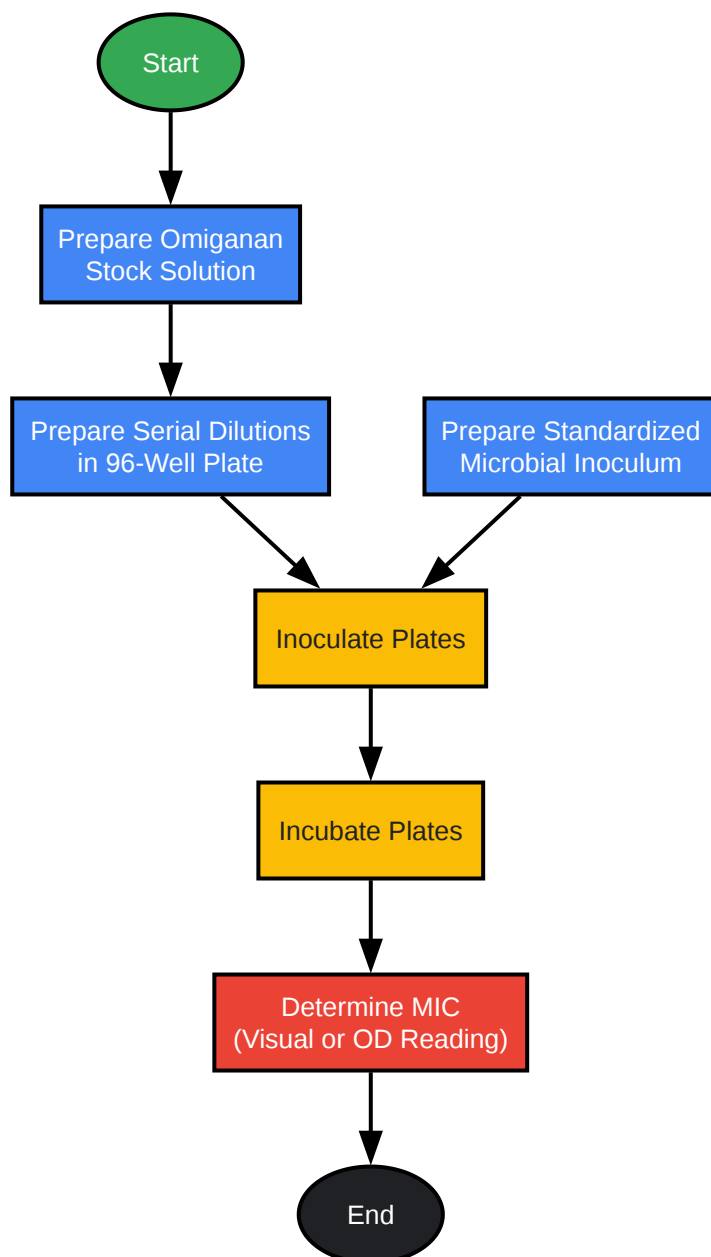 Start
Prepare Omiganan
Stock Solution
Prepare Serial Dilutions
in 96-Well Plate
Prepare Standardized
Microbial Inoculum
Inoculate Plates
Incubate Plates
Determine MIC
(Visual or OD Reading)
End